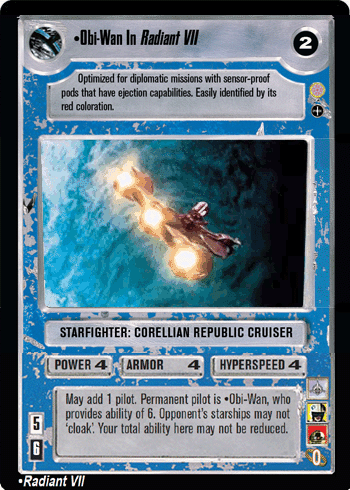 •Obi-Wan In Radiant VII
2
Optimized for diplomatic missions with sensor-proof
pods that have ejection capabilities. Easily identified by its
red coloration.
STARFIGHTER: CORELLIAN REPUBLIC CRUISER
POWER 4 ARMOR 4 HYPERSPEED 4
May add 1 pilot. Permanent pilot is •Obi-Wan, who
provides ability of 6. Opponent's starships may not
'cloak'. Your total ability here may not be reduced.
5
6
•Radiant VII